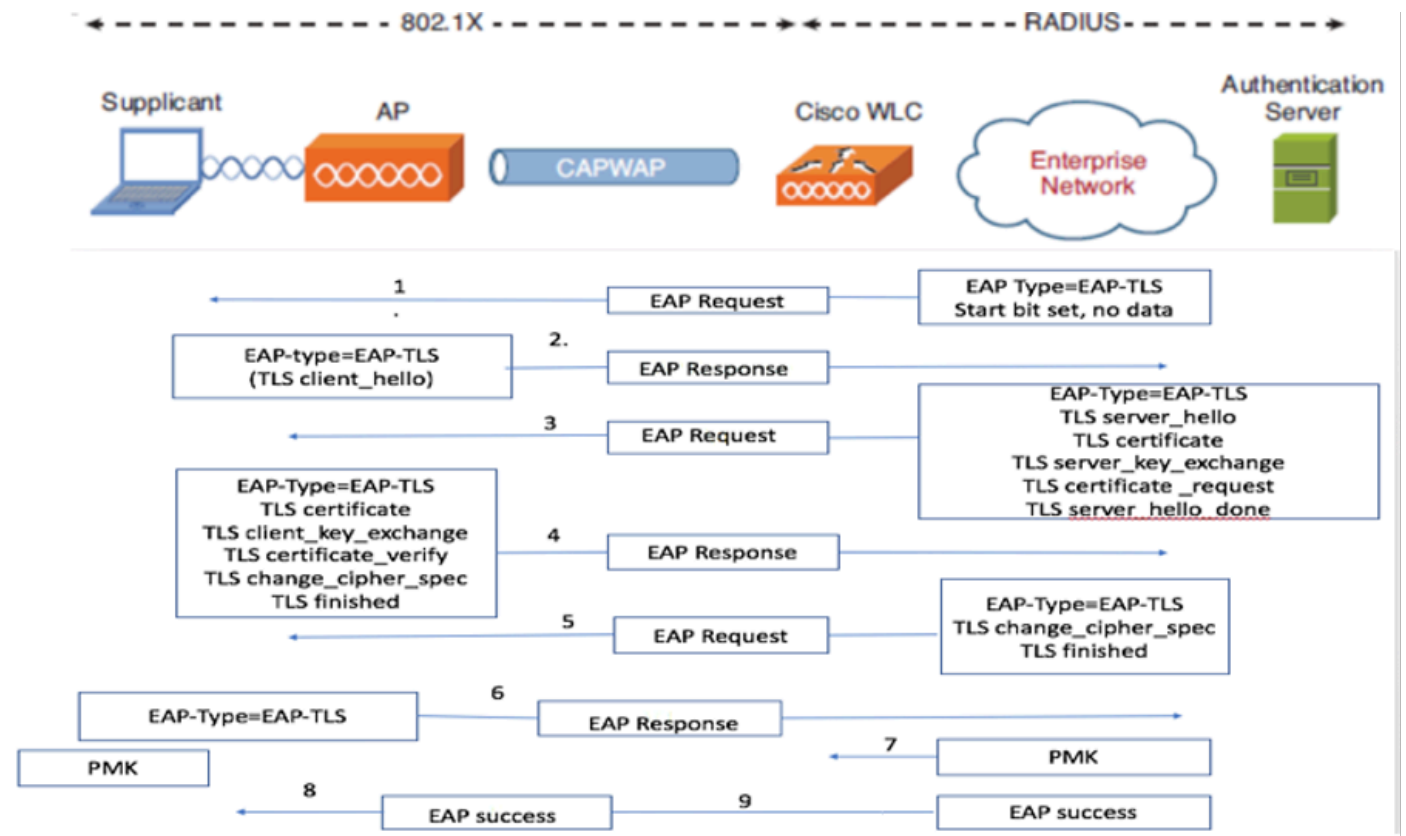 802.1X
RADIUS
Supplicant
AP
CAPWAP
Cisco WLC
Enterprise
Network
Authentication
Server
1
.
EAP Request
EAP Type=EAP-TLS
Start bit set, no data
EAP-type=EAP-TLS
(TLS client_hello)
2.
EAP Response
3
EAP Request
EAP-Type=EAP-TLS
TLS server_hello
TLS certificate
TLS server_key_exchange
TLS certificate _request
TLS server_hello_done
EAP-Type=EAP-TLS
TLS certificate
TLS client_key_exchange
TLS certificate_verify
TLS change_cipher_spec
TLS finished
4
EAP Response
5
EAP Request
EAP-Type=EAP-TLS
TLS change_cipher_spec
TLS finished
EAP-Type=EAP-TLS
6
EAP Response
7
PMK
PMK
8
EAP success
9
EAP success